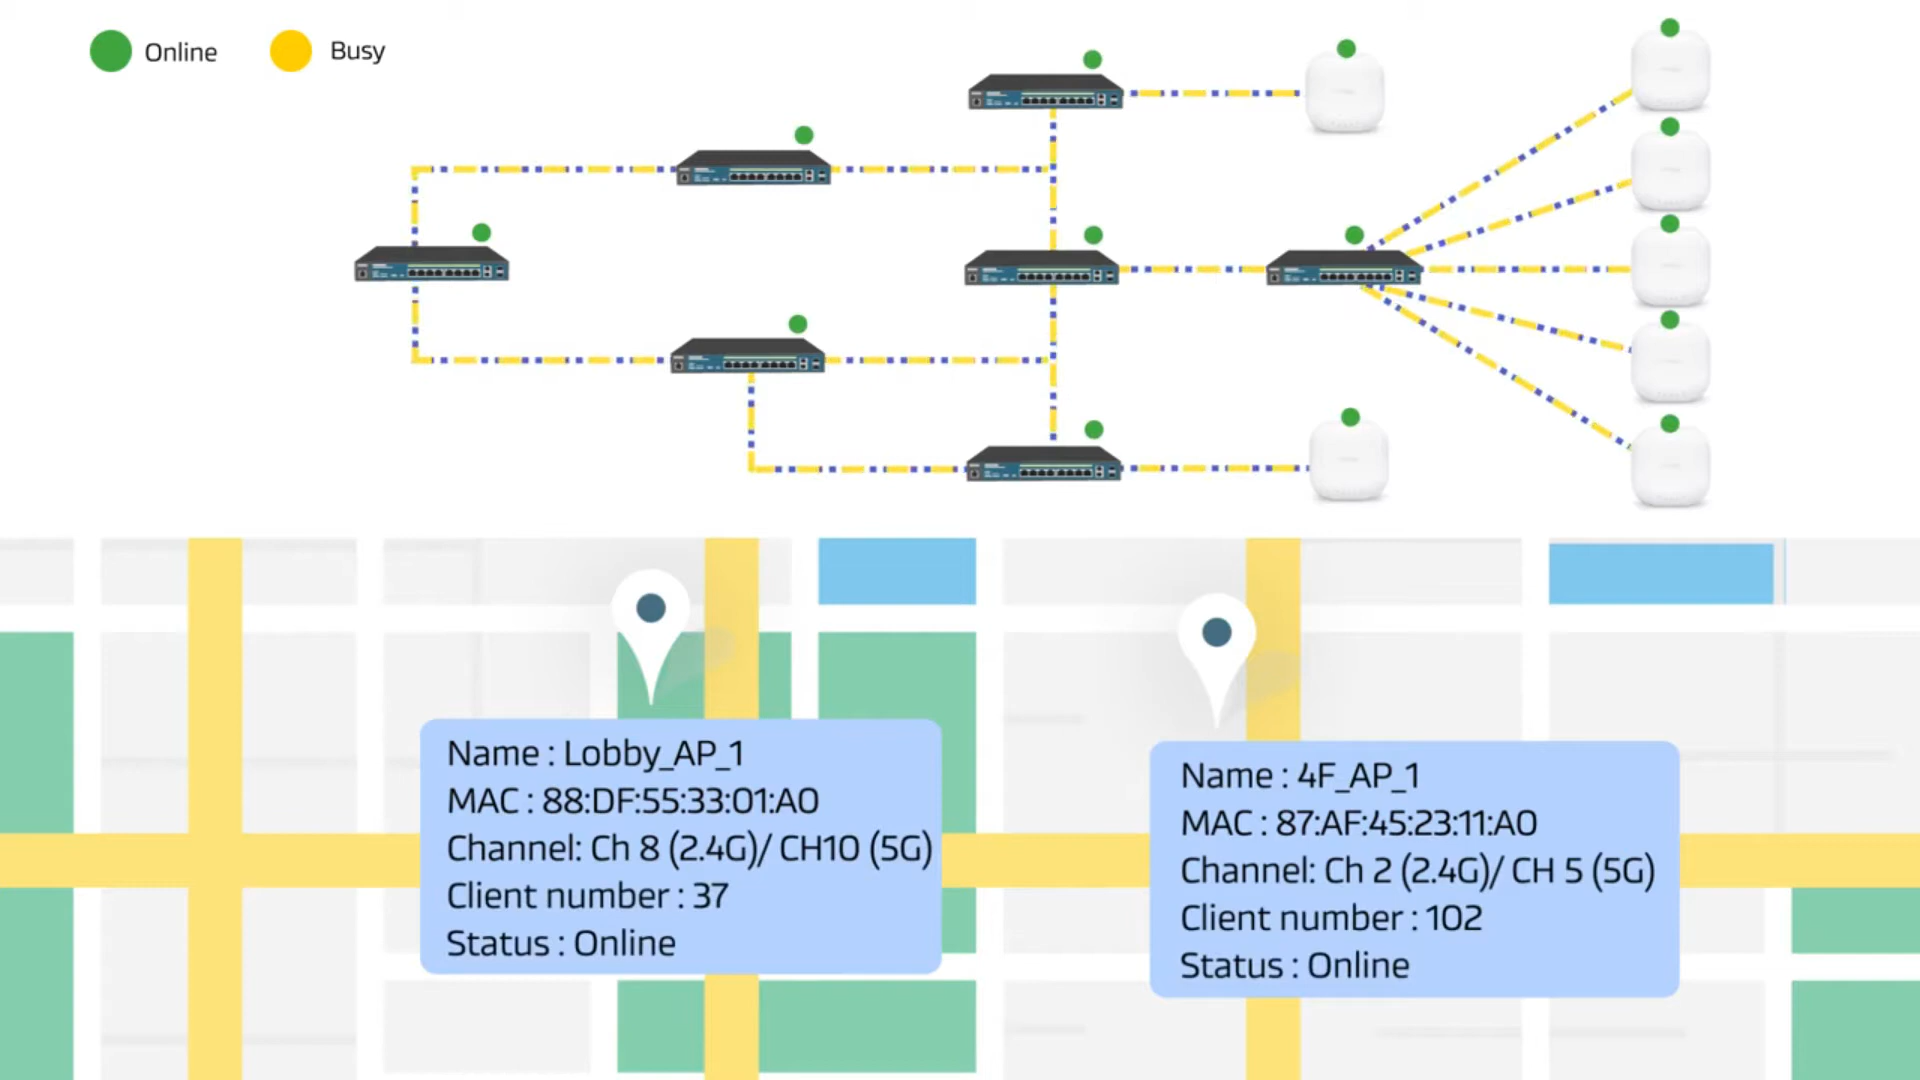 Online
Busy
Name : Lobby_AP_1
MAC : 88:DF:55:33:01:A0
Channel: Ch 8 (2.4G)/ CH10 (5G)
Client number : 37
Status : Online
Name : 4F_AP_1
MAC : 87:AF:45:23:11:A0
Channel: Ch 2 (2.4G)/ CH 5 (5G)
Client number : 102
Status : Online